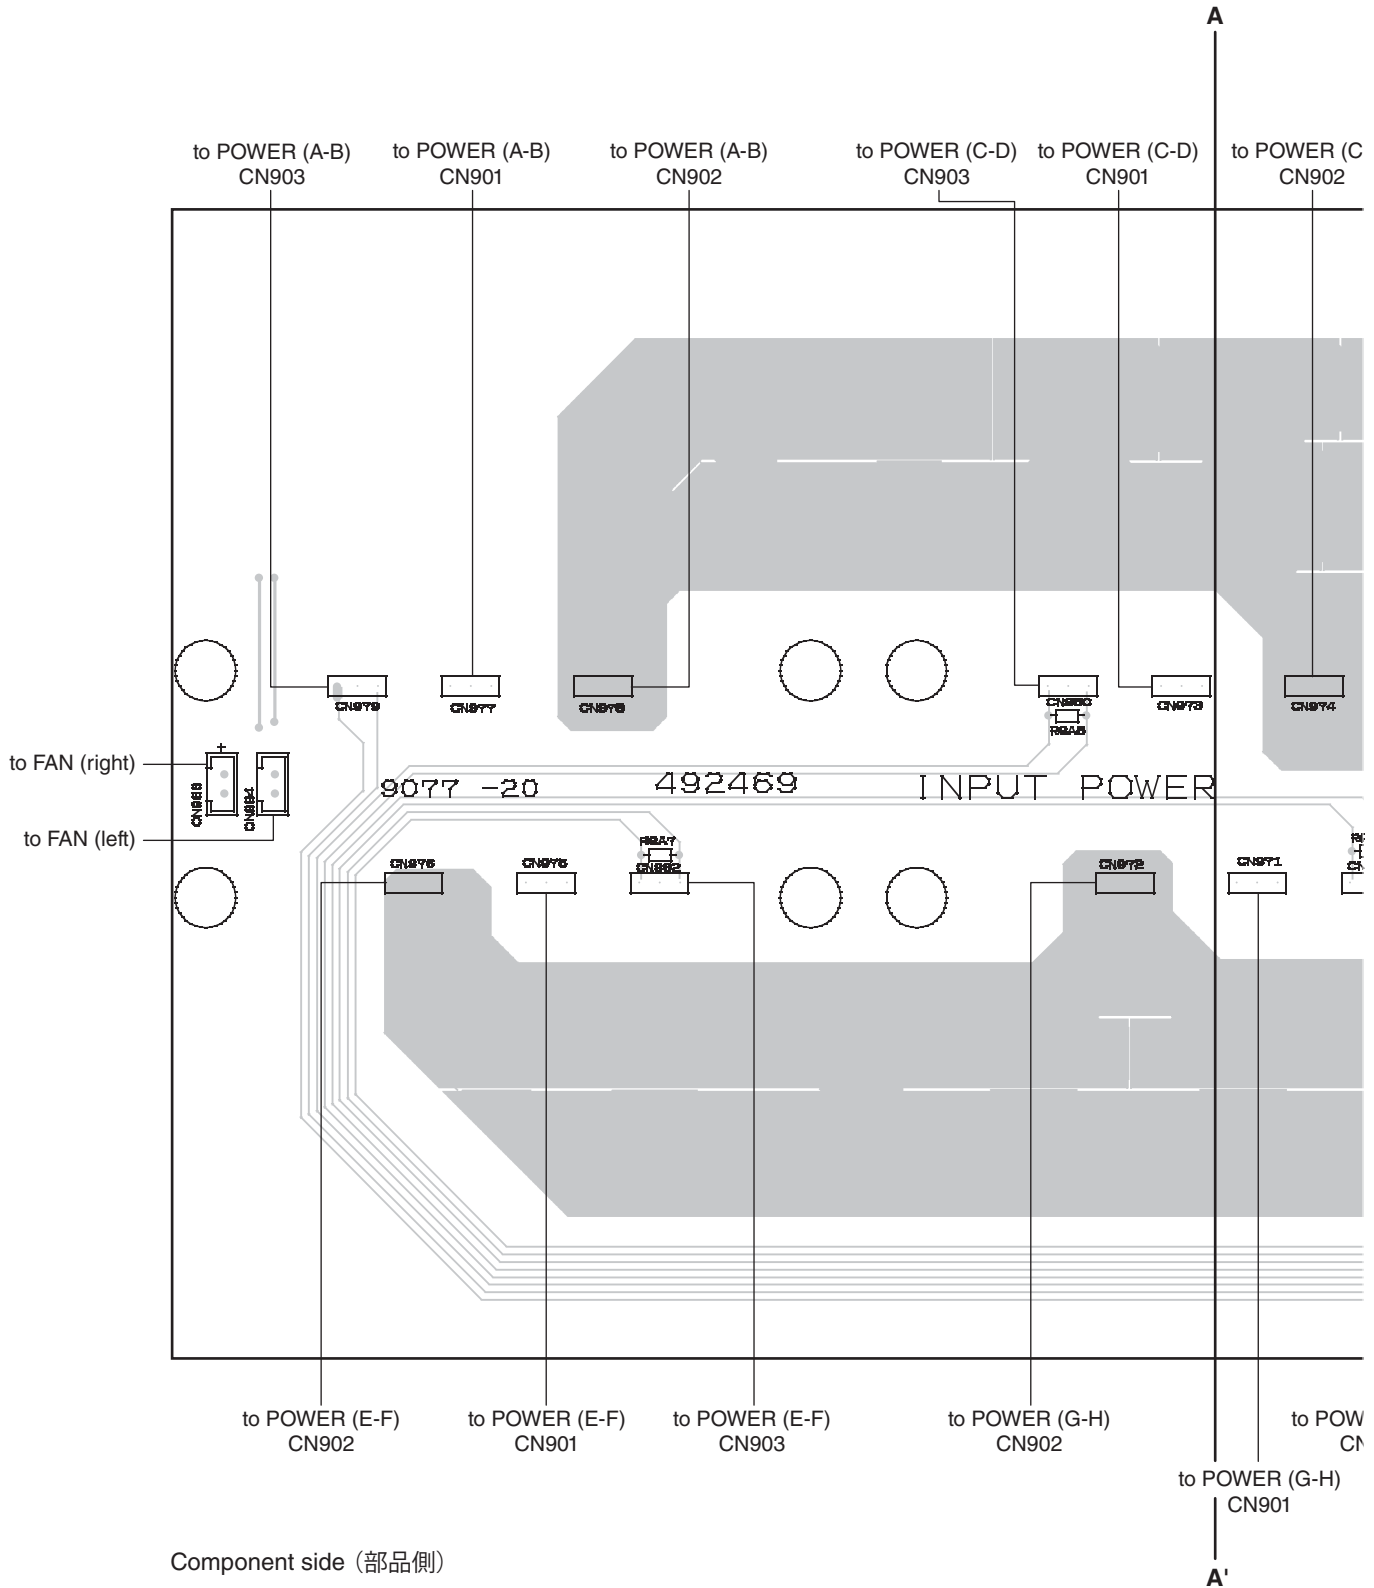 A
to POWER (A-B)
CN903
to POWER (A-B)
CN901
to POWER (A-B)
CN902
to POWER (C-D)
CN903
to POWER (C-D)
CN901
to POWER (C
CN902
CN979
CN977
CN973
CN974
to FAN (right)
+
9077 -20
492469
INPUT POWER
to FAN (left)
R9A7
CN972
CN971
to POWER (E-F)
CN902
to POWER (E-F)
CN901
to POWER (E-F)
CN903
to POWER (G-H)
CN902
to POW
CN
to POWER (G-H)
CN901
Component side（部品側）
A'